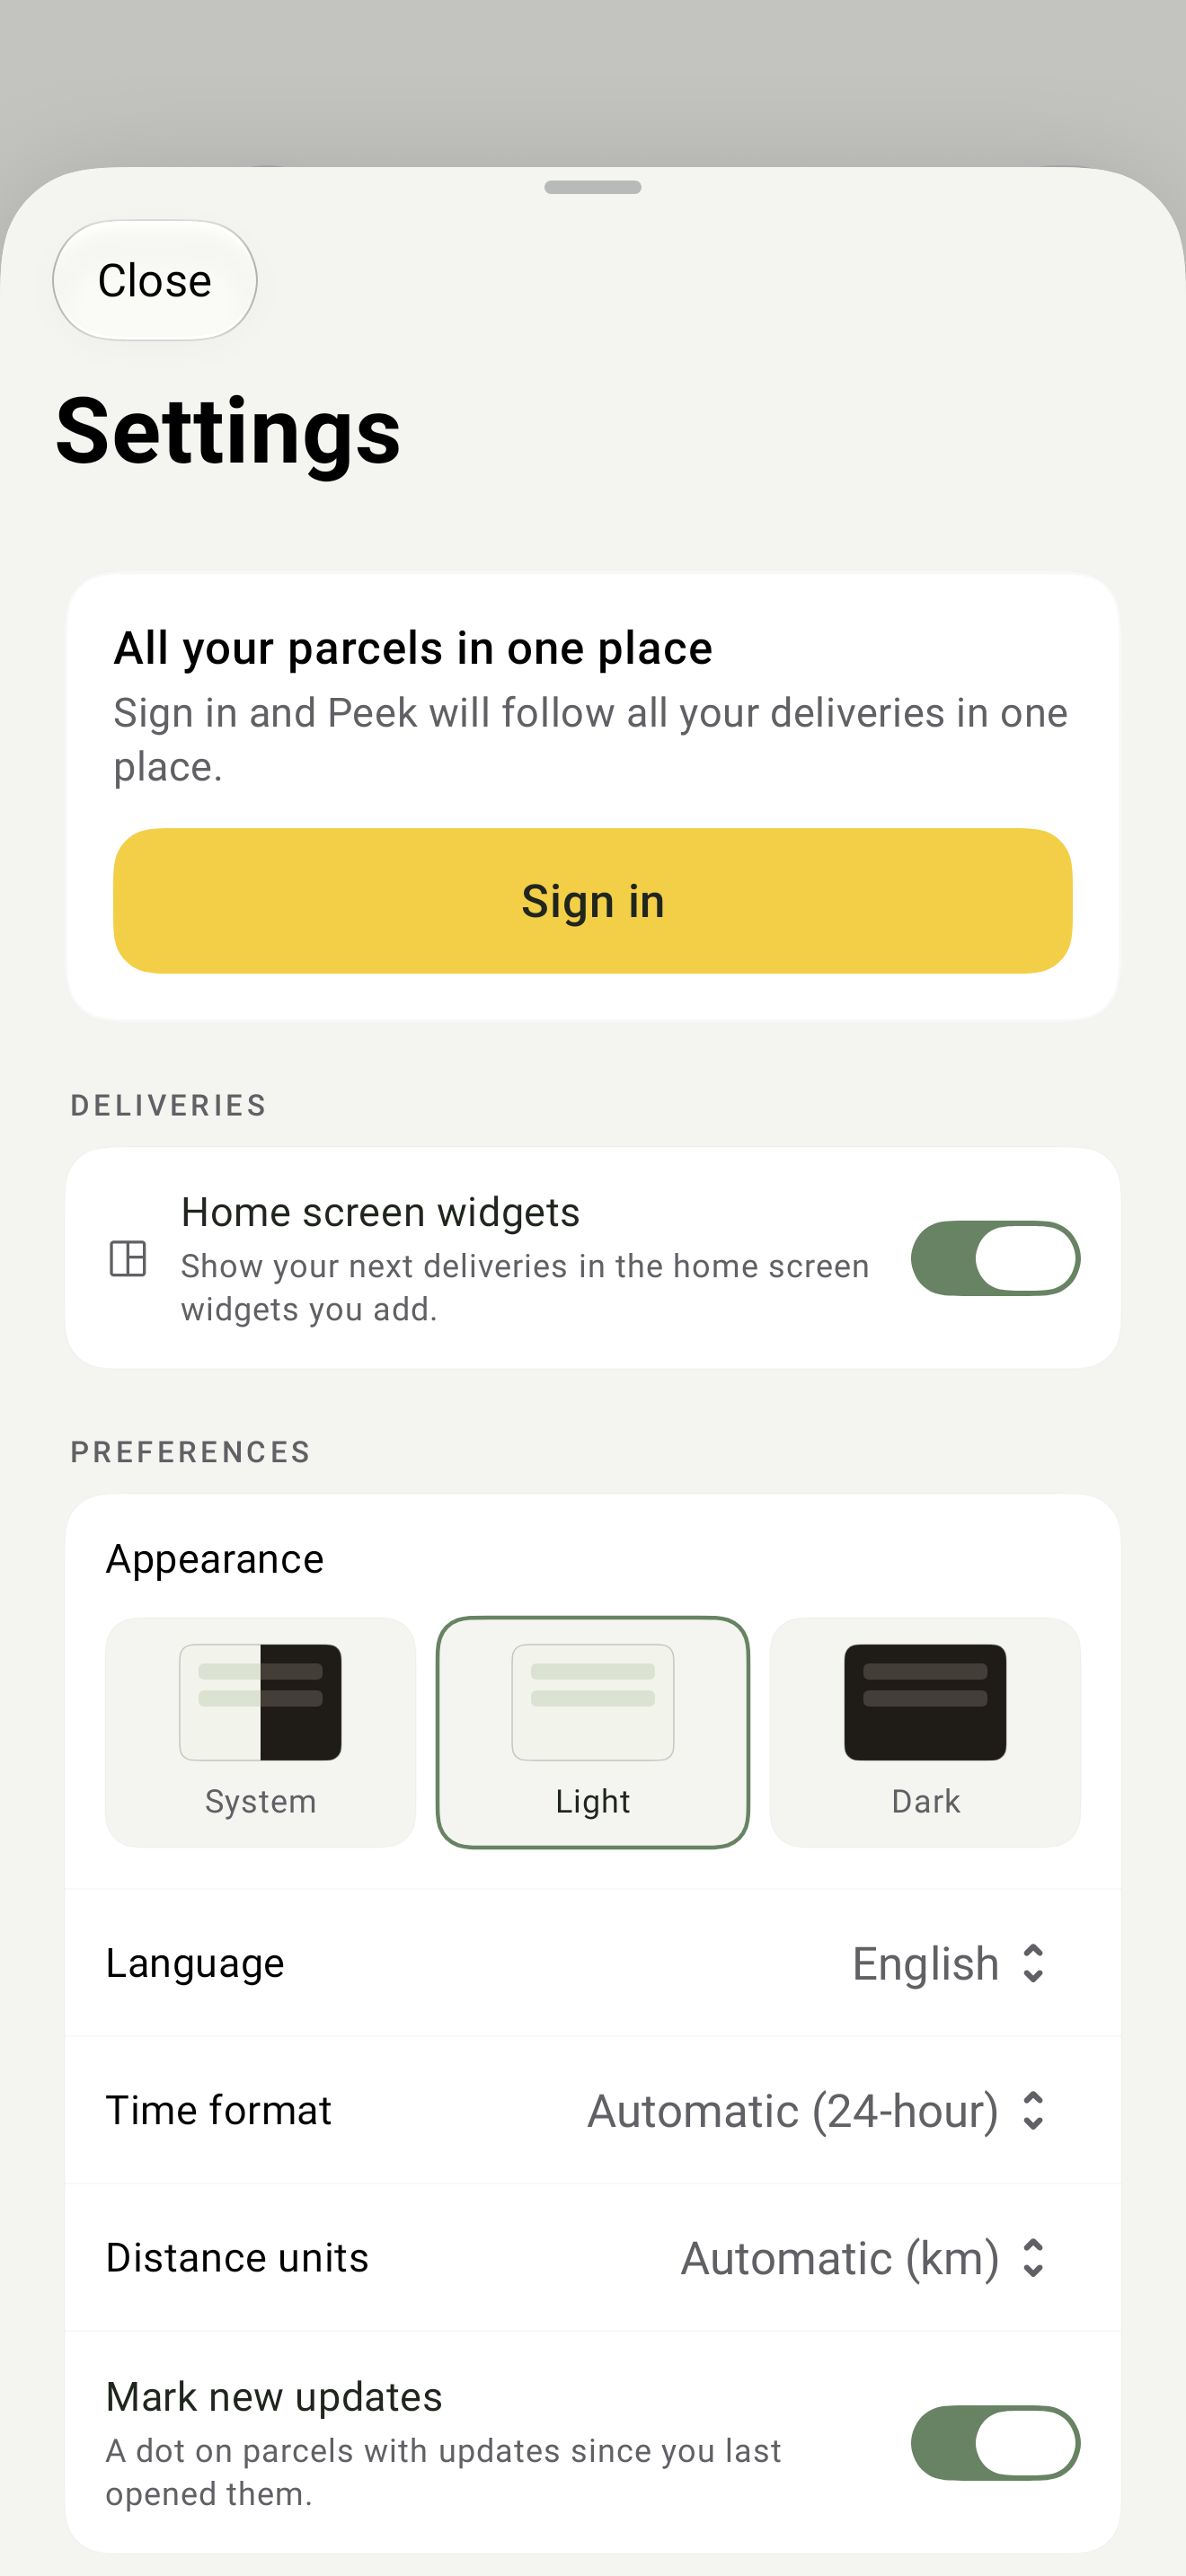 Close
Settings
All your parcels in one place
Sign in and Peek will follow all your deliveries in one
place.
Sign in
DELIVERIES
Home screen widgets
Show your next deliveries in the home screen
widgets you add.
PREFERENCES
Appearance
System
Light
Dark
Language
English
Time format
Automatic (24-hour)
Distance units
Automatic (km)
Mark new updates
A dot on parcels with updates since you last
opened them.